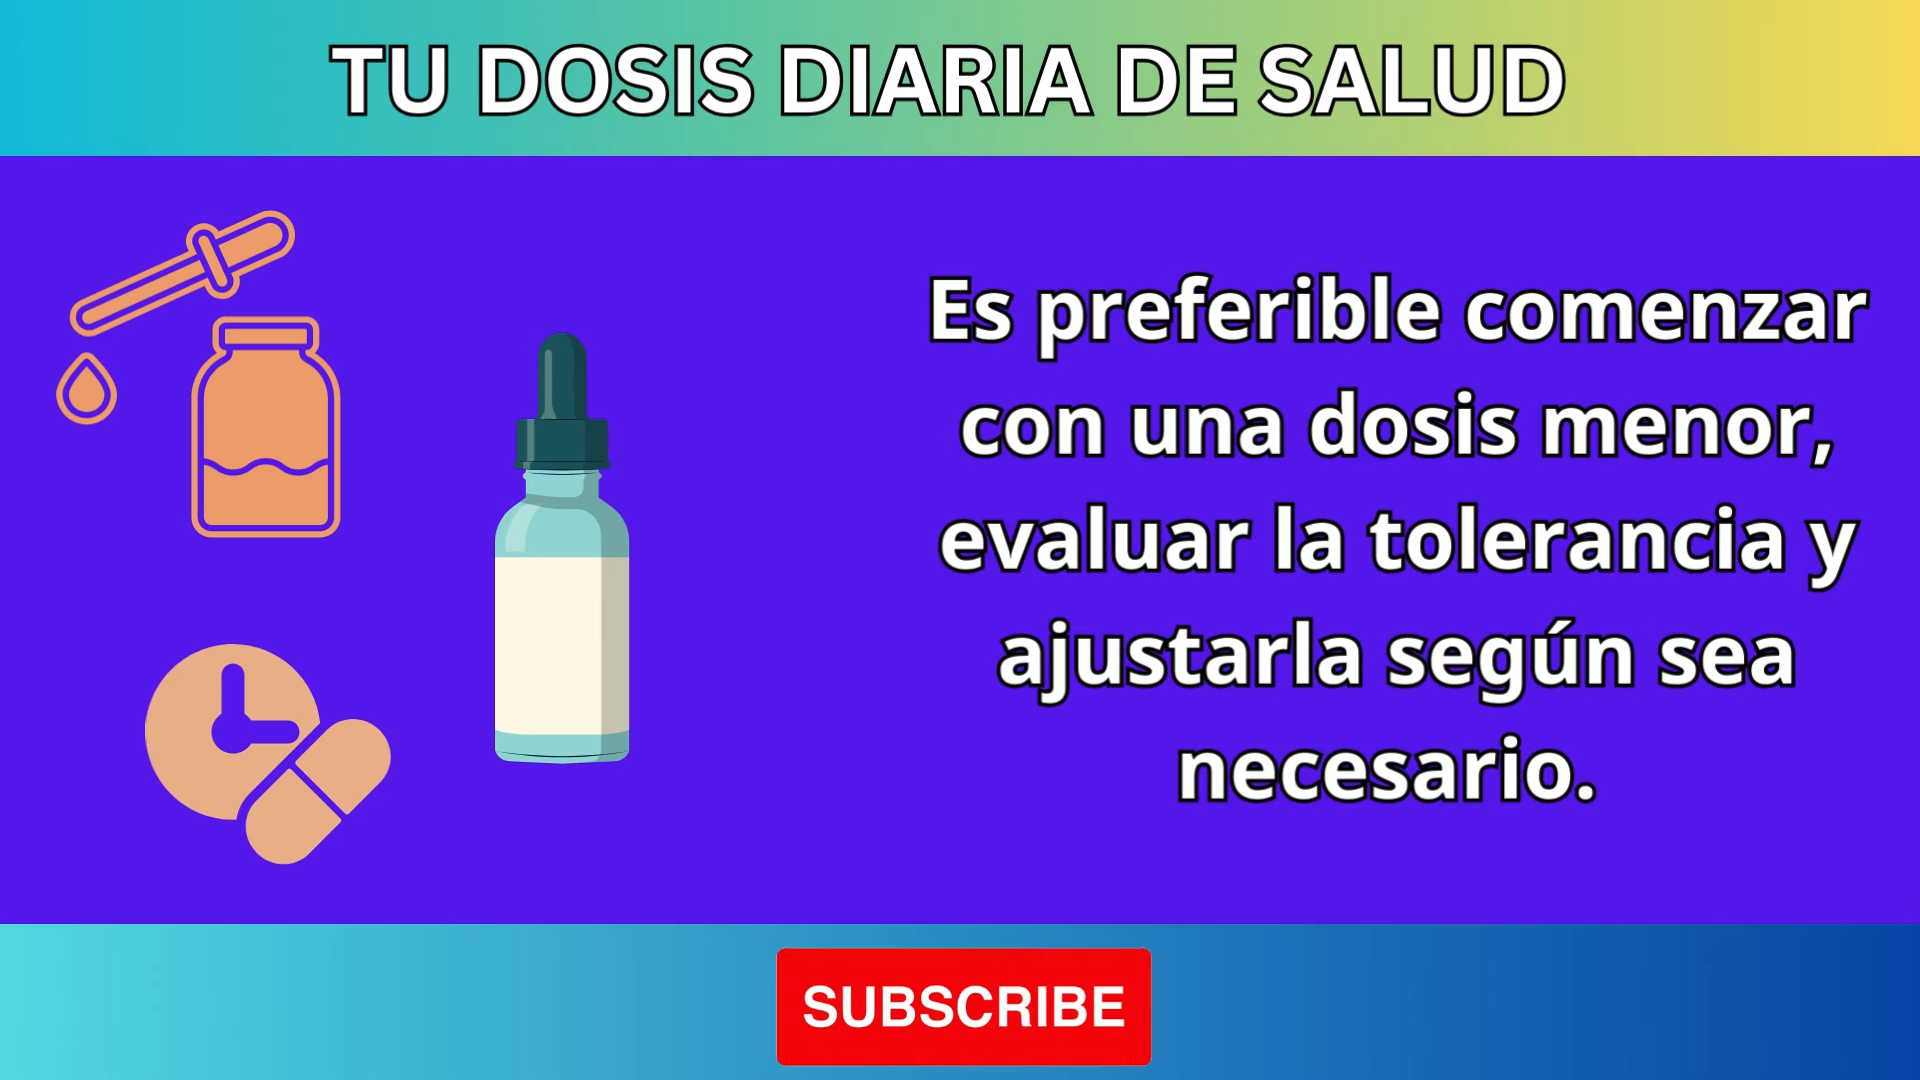 TU DOSIS DIARIA DE SALUD
Es preferible comenzar
con una dosis menor,
evaluar la tolerancia y
ajustarla según sea
necesario.
SUBSCRIBE